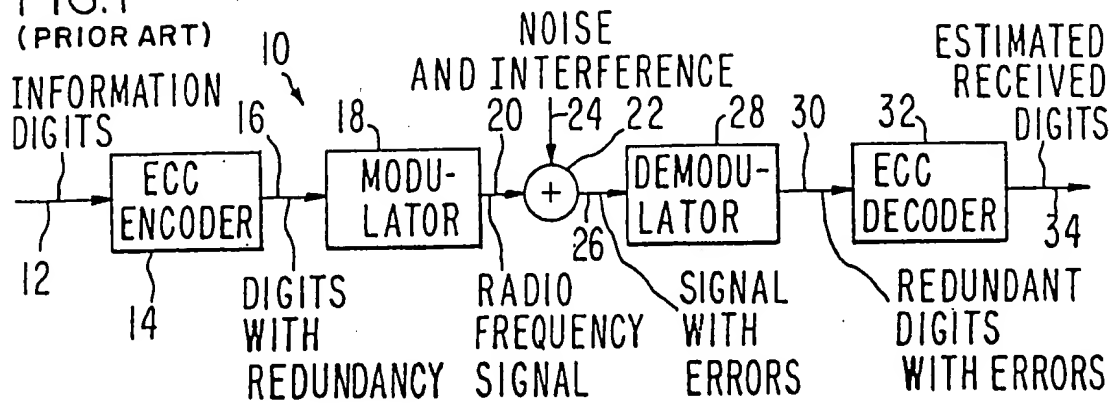 FIG.1
(PRIOR ART)
INFORMATION
DIGITS
10
NOISE
AND INTERFERENCE
ESTIMATED
RECEIVED
DIGITS
16
18
20
24
22
28
30
32
ECC
ENCODER
MODU-
LATOR
+
DEMODU-
LATOR
ECC
DECODER
12
14
26
34
DIGITS
WITH
REDUNDANCY
RADIO
FREQUENCY
SIGNAL
SIGNAL
WITH
ERRORS
REDUNDANT
DIGITS
WITH ERRORS